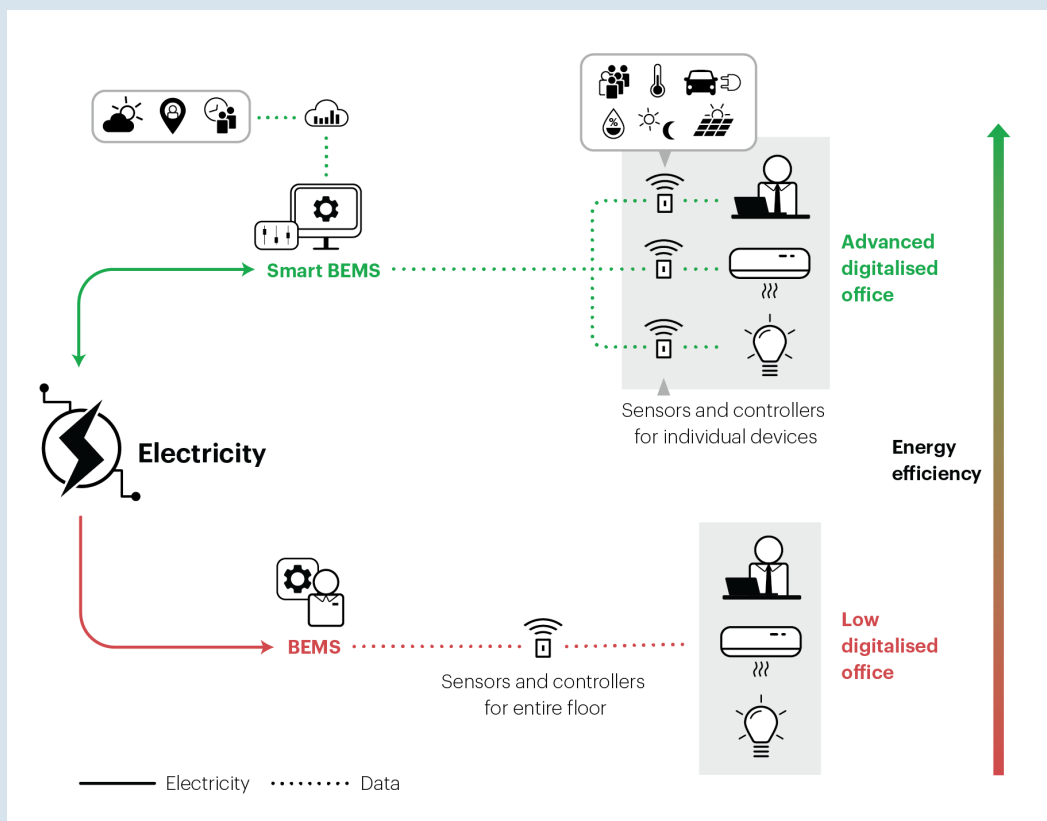 %
Smart BEMS
Advanced
digitalised
office
Sensors and controllers
for individual devices
Electricity
Energy
efficiency
BEMS
Sensors and controllers
for entire floor
Low
digitalised
office
Electricity
Data